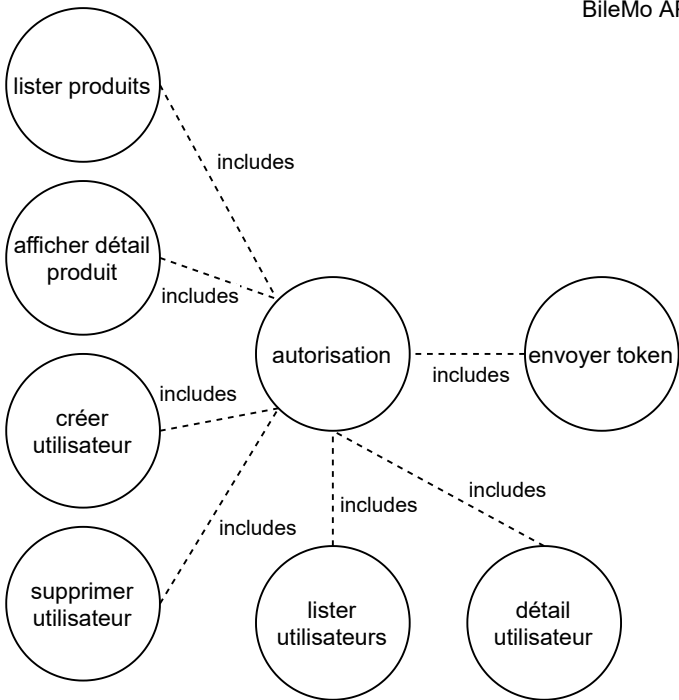 BileMo AP
lister produits
includes
afficher détail
produit
includes
autorisation
envoyer token
includes
créer
utilisateur
includes
supprimer
utilisateur
includes
includes
includes
lister
utilisateurs
détail
utilisateur